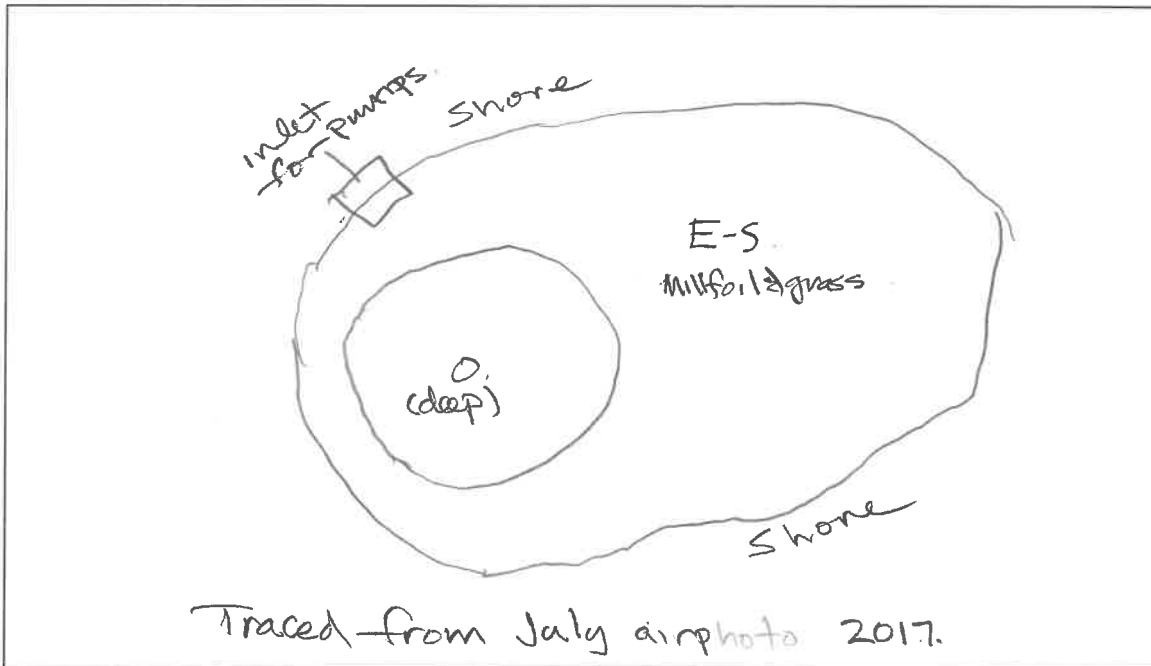 inlet
for pumps
Shore
E-S
Millfoil & grass
O
(deep)
Shore
Traced from July airphoto 2017.